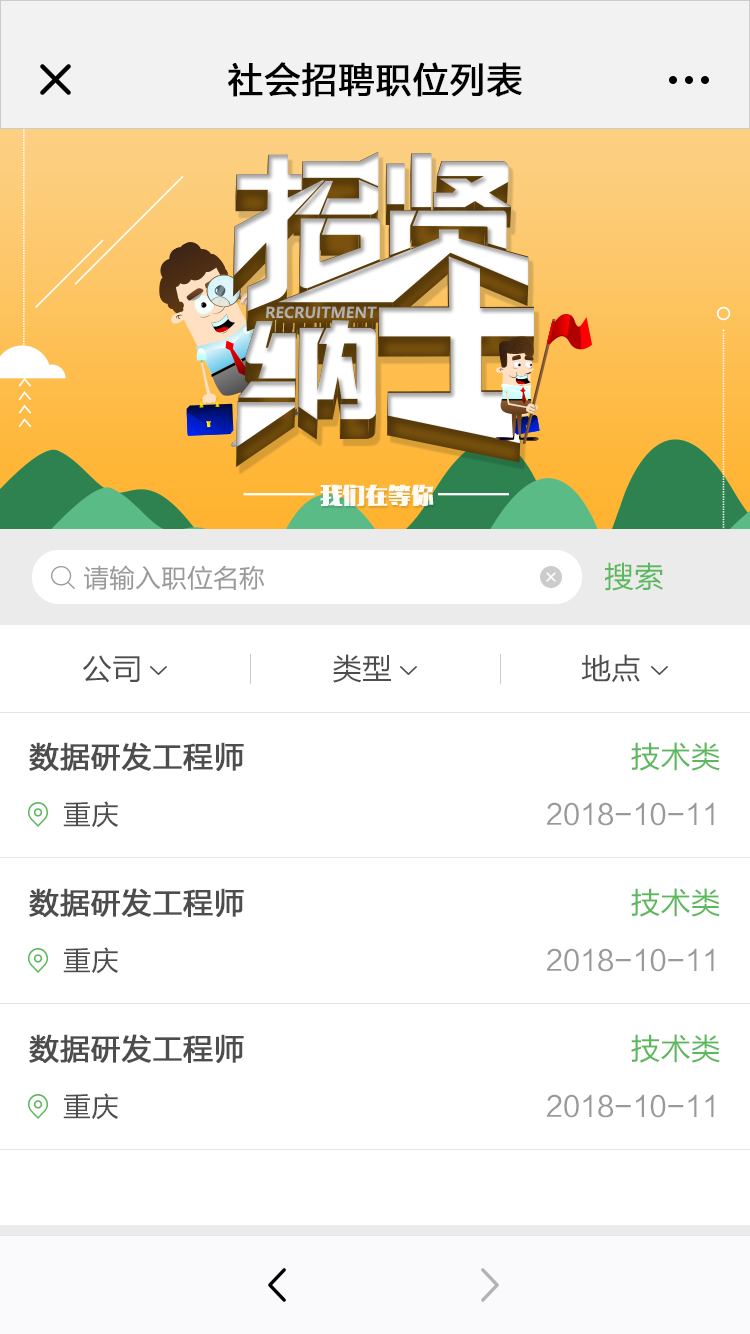 社会招聘职位列表
招贤
RECRUITMENT
纳士
我们在等你
请输入职位名称 搜索
公司 类型 地点
数据研发工程师 技术类
重庆 2018-10-11
数据研发工程师 技术类
重庆 2018-10-11
数据研发工程师 技术类
重庆 2018-10-11